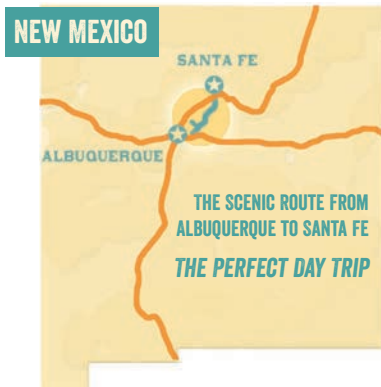 NEW MEXICO
SANTA FE
ALBUQUERQUE
THE SCENIC ROUTE FROM
ALBUQUERQUE TO SANTA FE
THE PERFECT DAY TRIP